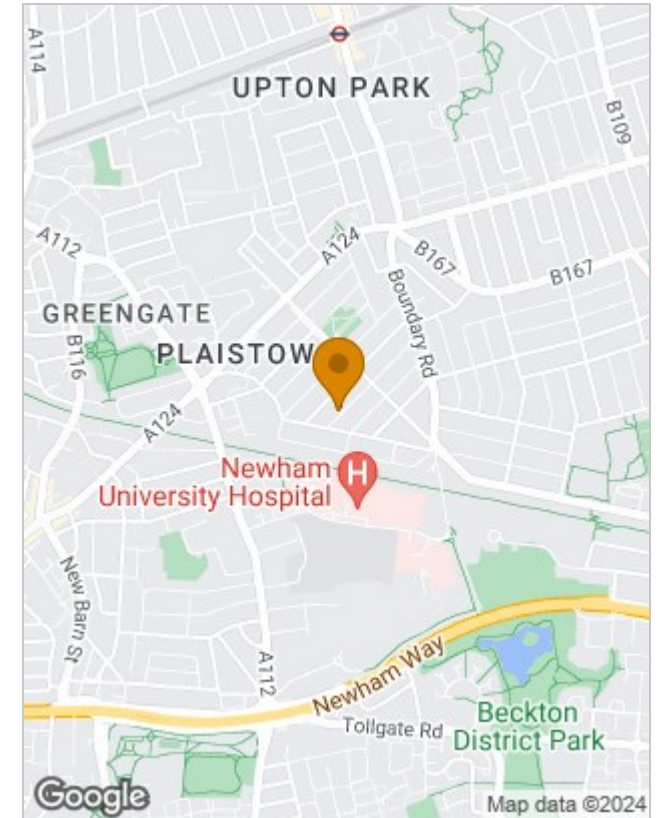 A114
UPTON PARK
B109
A112
A124
B167
B167
GREENGATE
Boundary Rd
B116
PLAISTOW
A124
Newham
University Hospital
H
New Barn St
A112
Newham Way
Tollgate Rd
Beckton
District Park
Google
Map data ©2024